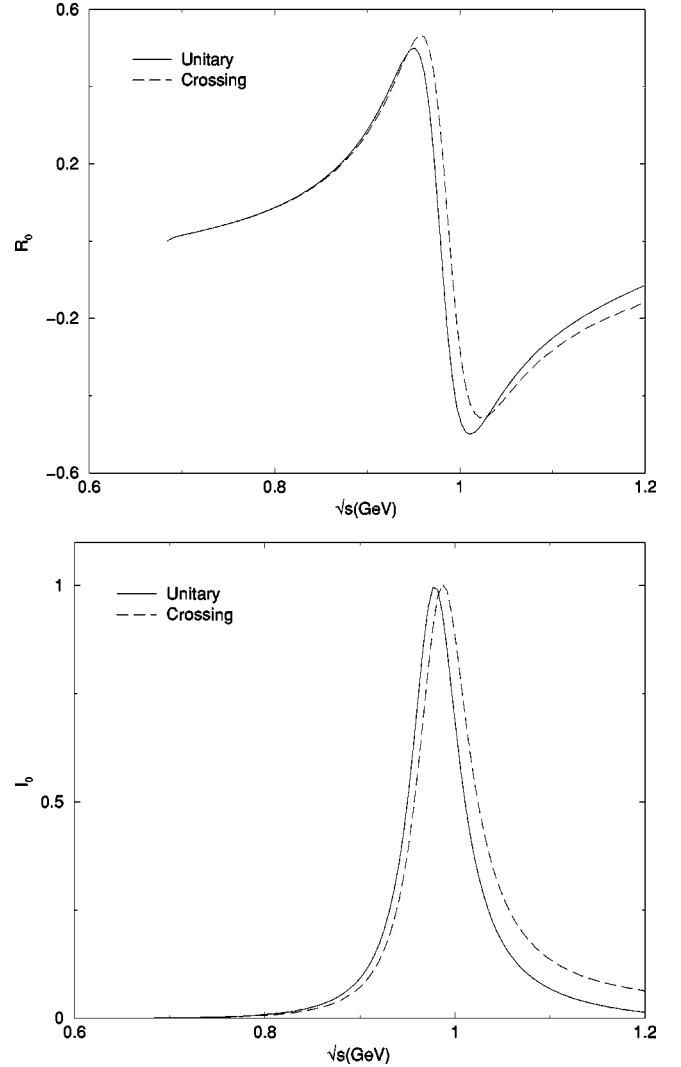 0.6
Unitary
Crossing
0.2
R₀
−0.2
−0.6
0.6
0.8
1
1.2
√s(GeV)
1
Unitary
Crossing
I₀
0.5
0
0.6
0.8
1
1.2
√s(GeV)